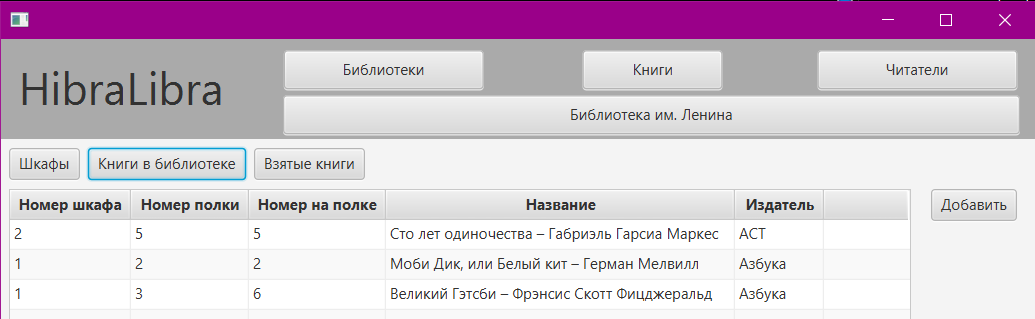 HibraLibra
Библиотеки Книги Читатели
Библиотека им. Ленина
Шкафы Книги в библиотеке Взятые книги
Номер шкафа Номер полки Номер на полке Название Издатель Добавить
2 5 5 Сто лет одиночества – Габриэль Гарсиа Маркес АСТ
1 2 2 Моби Дик, или Белый кит – Герман Мелвилл Азбука
1 3 6 Великий Гэтсби – Фрэнсис Скотт Фицджеральд Азбука